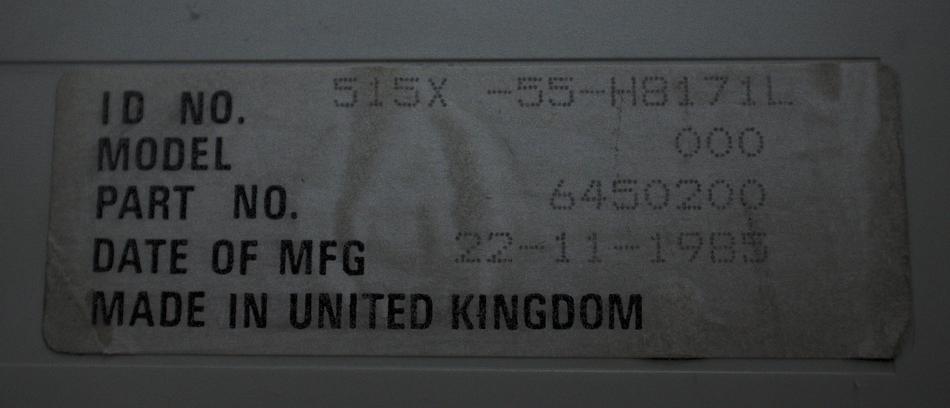 ID NO. 515X -55-H8171L
MODEL 000
PART NO. 6450200
DATE OF MFG 22-11-1985
MADE IN UNITED KINGDOM